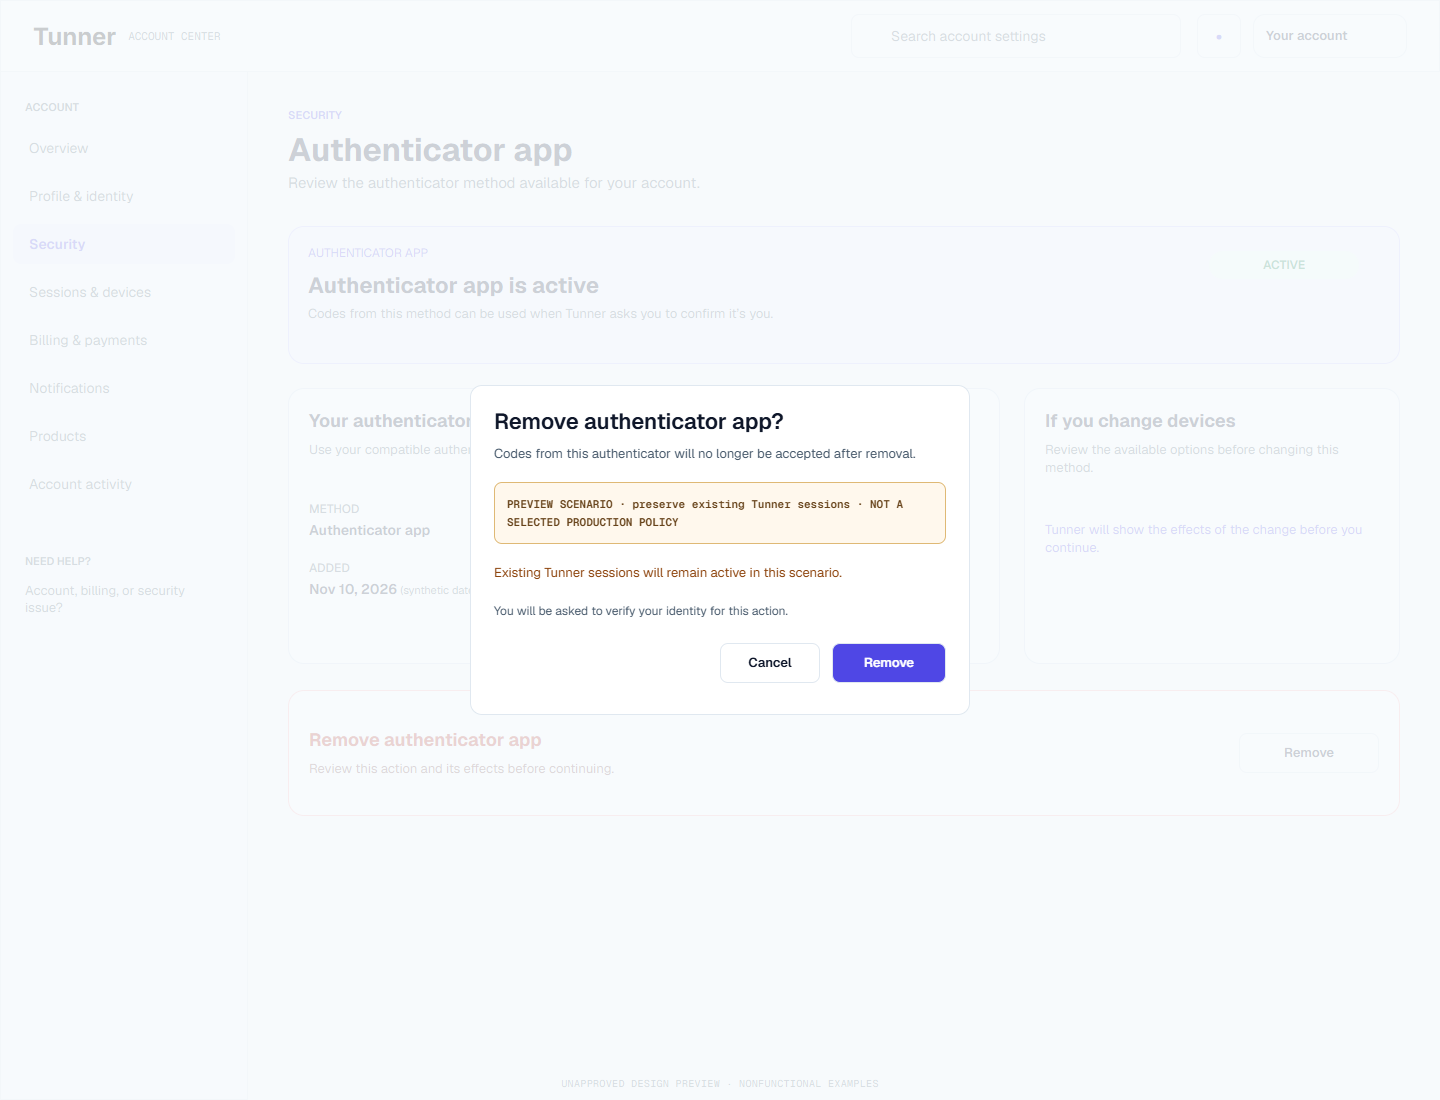 Tunner ACCOUNT CENTER
Search account settings
Your account
ACCOUNT
Overview
Profile & identity
Security
Sessions & devices
Billing & payments
Notifications
Products
Account activity
NEED HELP?
Account, billing, or security
issue?
SECURITY
Authenticator app
Review the authenticator method available for your account.
AUTHENTICATOR APP
Authenticator app is active
Codes from this method can be used when Tunner asks you to confirm it's you.
ACTIVE
Your authenticator
Use your compatible
METHOD
Authenticator app
ADDED
Nov 10, 2026 (synthetic
If you change devices
Review the available options before changing this
method.
Tunner will show the effects of the change before you
continue.
Remove authenticator app?
Codes from this authenticator will no longer be accepted after removal.
PREVIEW SCENARIO · preserve existing Tunner sessions · NOT A
SELECTED PRODUCTION POLICY
Existing Tunner sessions will remain active in this scenario.
You will be asked to verify your identity for this action.
Cancel
Remove
Remove authenticator app
Review this action and its effects before continuing.
Remove
UNAPPROVED DESIGN PREVIEW - NONFUNCTIONAL EXAMPLES